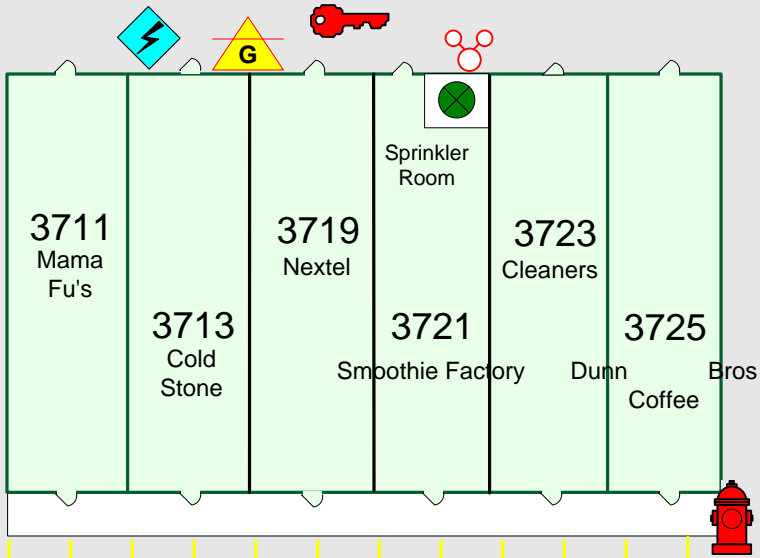 G
Sprinkler
Room
3711
Mama
Fu's
3719
Nextel
3723
Cleaners
3713
Cold
Stone
3721
Smoothie Factory
3725
Dunn Bros
Coffee